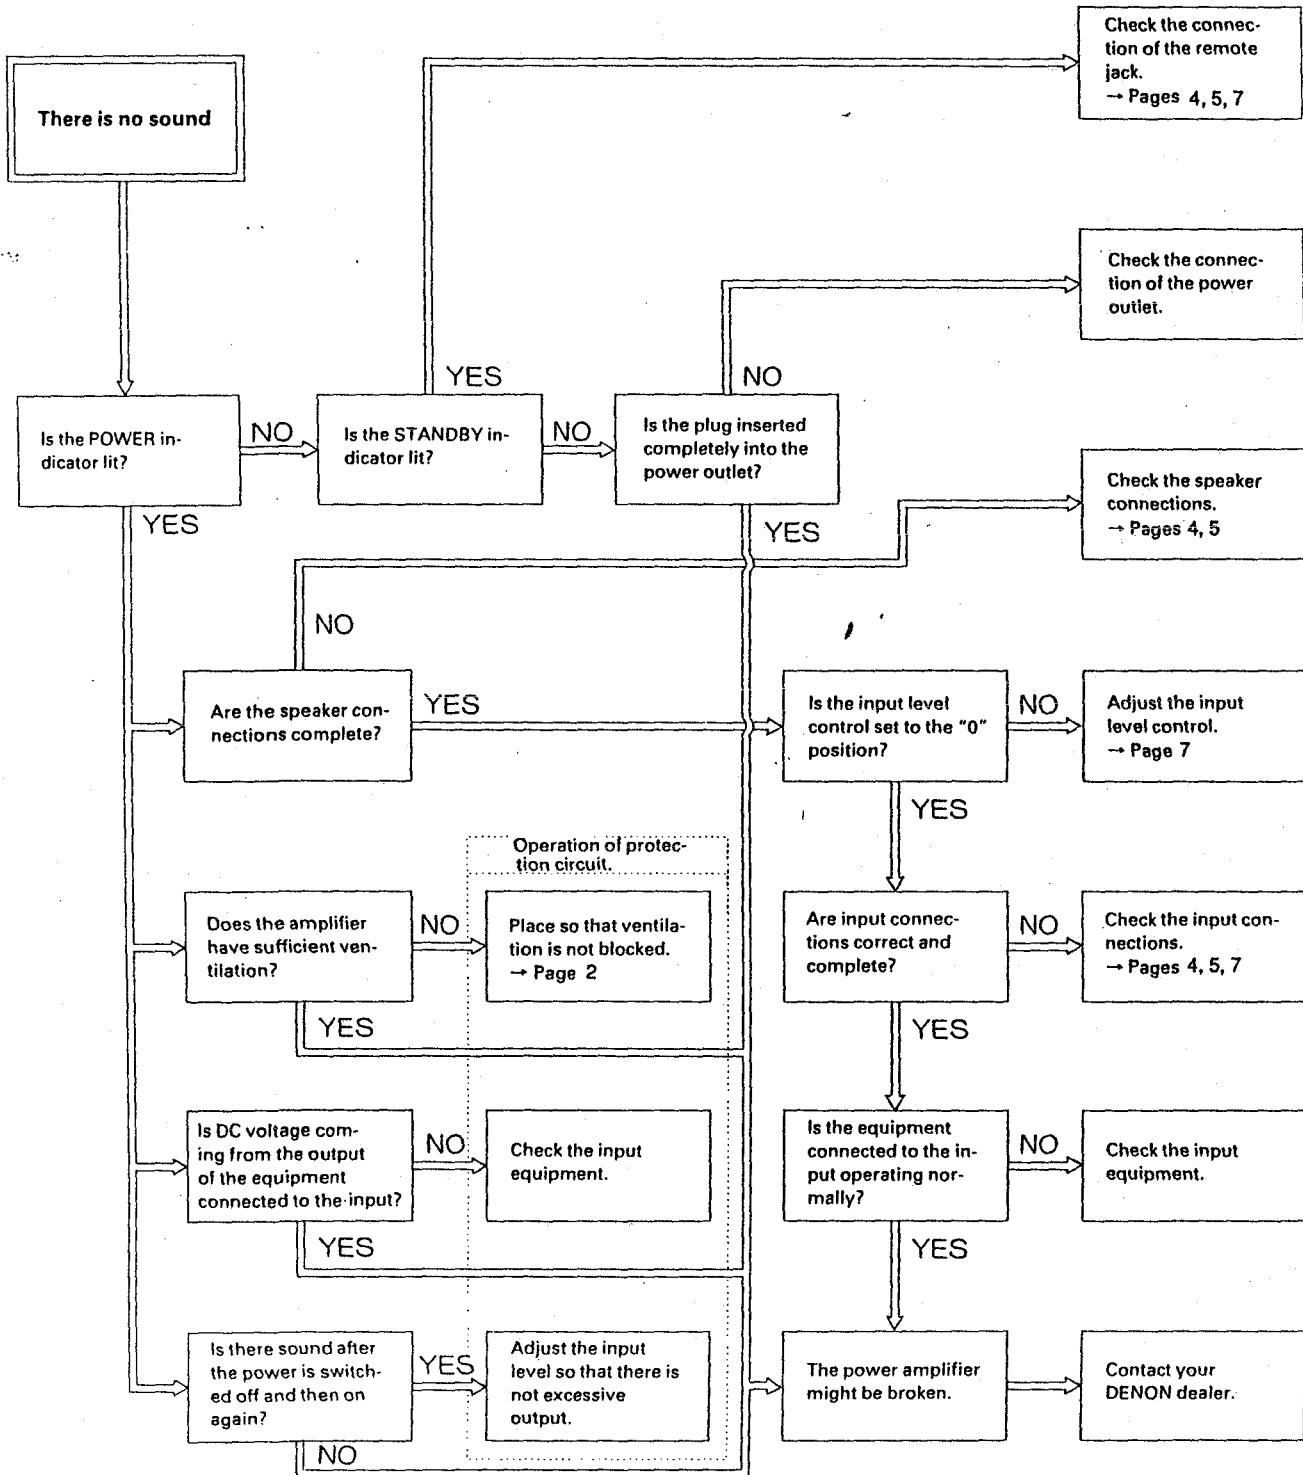 Check the connec-
tion of the remote
jack.
→ Pages 4, 5, 7
There is no sound
Check the connec-
tion of the power
outlet.
YES
NO
Is the POWER in-
dicator lit?
NO
Is the STANDBY in-
dicator lit?
NO
Is the plug inserted
completely into the
power outlet?
Check the speaker
connections.
→ Pages 4, 5
YES
YES
NO
Are the speaker con-
nections complete?
YES
Is the input level
control set to the "0"
position?
NO
Adjust the input
level control.
→ Page 7
YES
Operation of protec-
tion circuit.
Does the amplifier
have sufficient ven-
tilation?
NO
Place so that ventila-
tion is not blocked.
→ Page 2
Are input connec-
tions correct and
complete?
NO
Check the input con-
nections.
→ Pages 4, 5, 7
YES
YES
Is DC voltage com-
ing from the output
of the equipment
connected to the input?
NO
Check the input
equipment.
Is the equipment
connected to the in-
put operating nor-
mally?
NO
Check the input
equipment.
YES
YES
Is there sound after
the power is switch-
ed off and then on
again?
YES
Adjust the input
level so that there is
not excessive
output.
The power amplifier
might be broken.
Contact your
DENON dealer.
NO